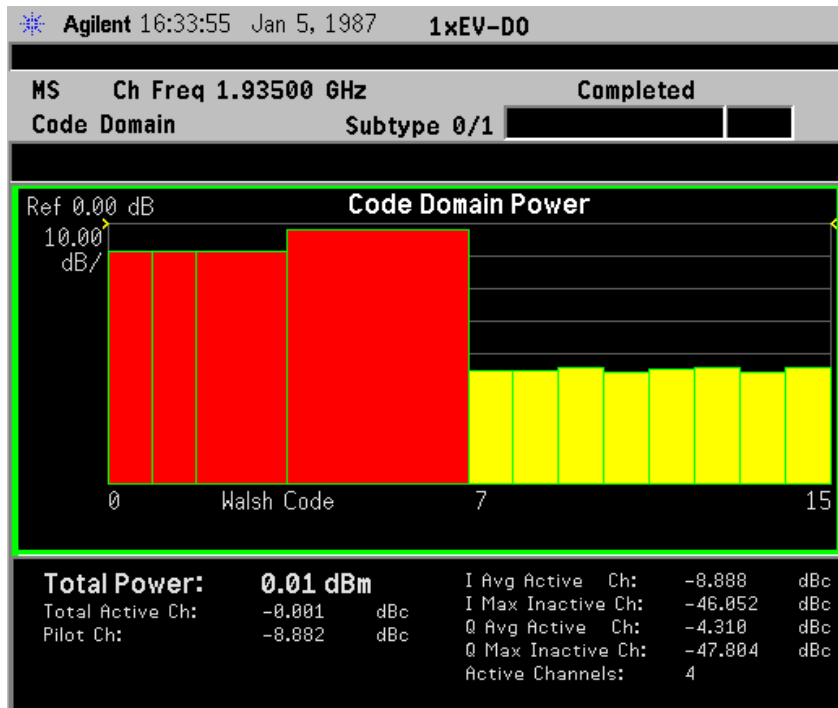 Agilent 16:33:55 Jan 5, 1987 1xEV-DO
MS Ch Freq 1.93500 GHz Completed
Code Domain Subtype 0/1
Ref 0.00 dB Code Domain Power
10.00
dB/
0 Walsh Code 7 15
Total Power: 0.01 dBm
Total Active Ch: -0.001 dBc
Pilot Ch: -8.882 dBc
I Avg Active Ch: -8.888 dBc
I Max Inactive Ch: -46.052 dBc
Q Avg Active Ch: -4.310 dBc
Q Max Inactive Ch: -47.804 dBc
Active Channels: 4